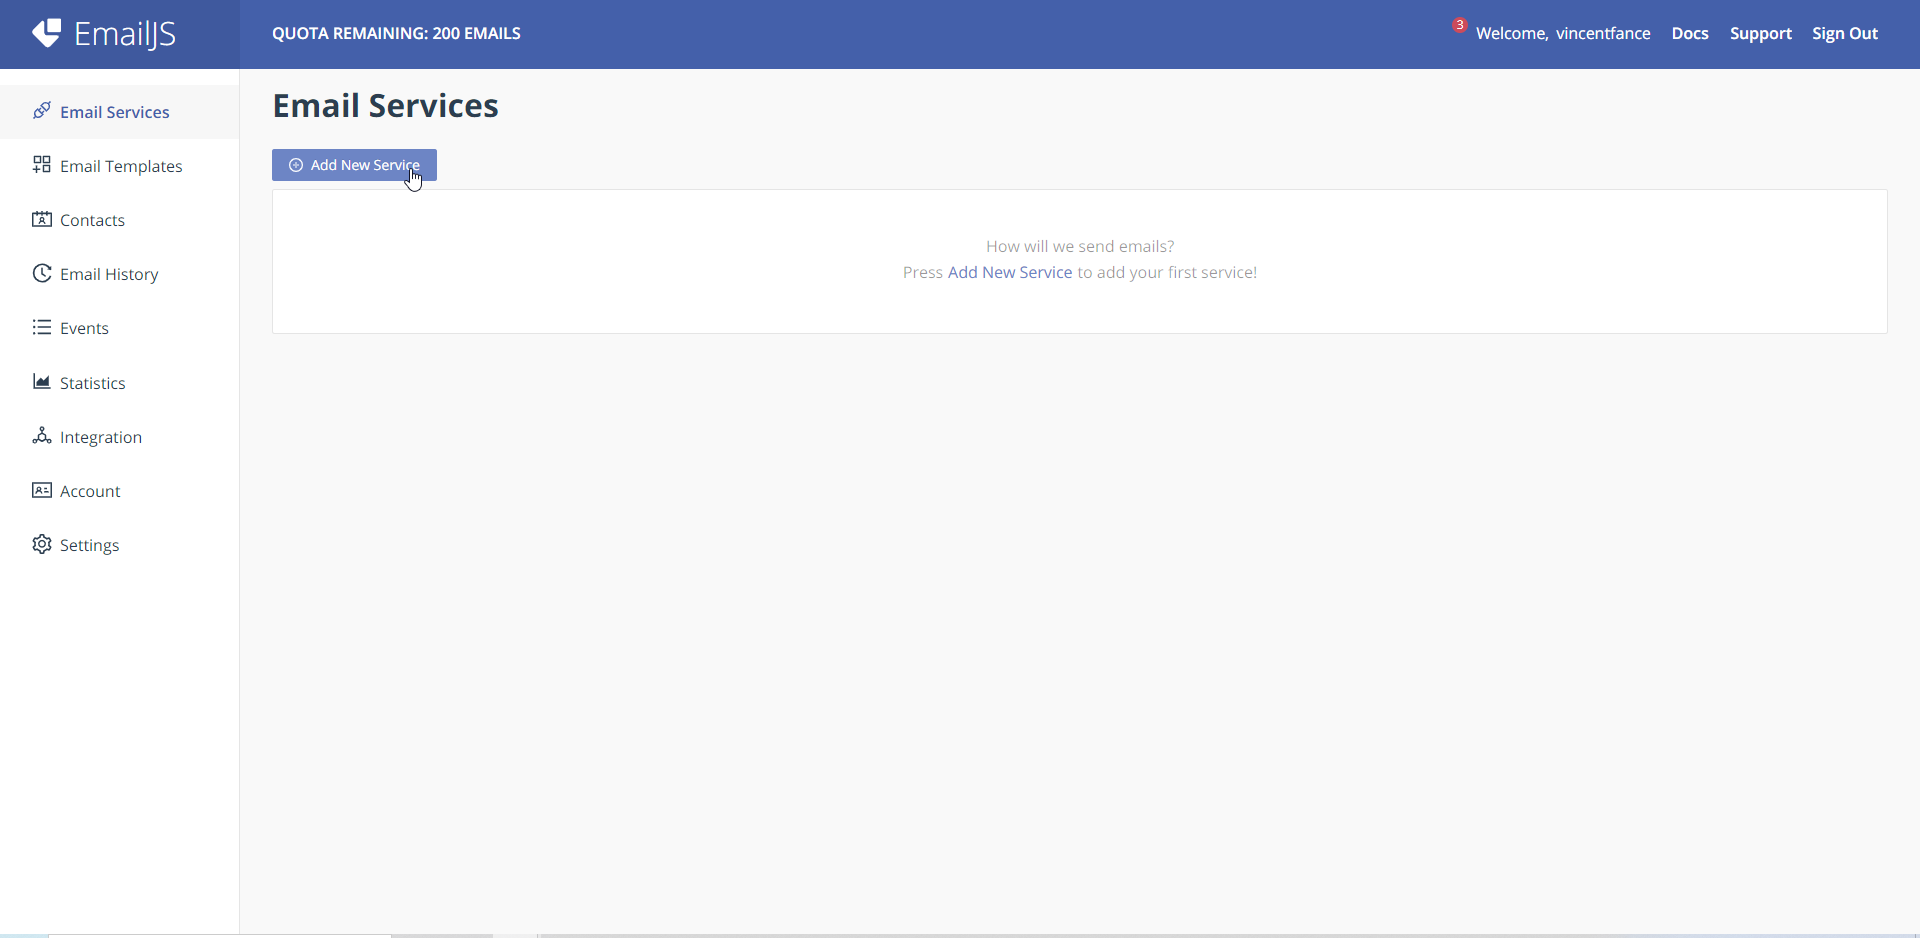 EmailJS
QUOTA REMAINING: 200 EMAILS
3
Welcome, vincentfance
Docs
Support
Sign Out
Email Services
Email Templates
Contacts
Email History
Events
Statistics
Integration
Account
Settings
Email Services
Add New Service
How will we send emails?
Press Add New Service to add your first service!